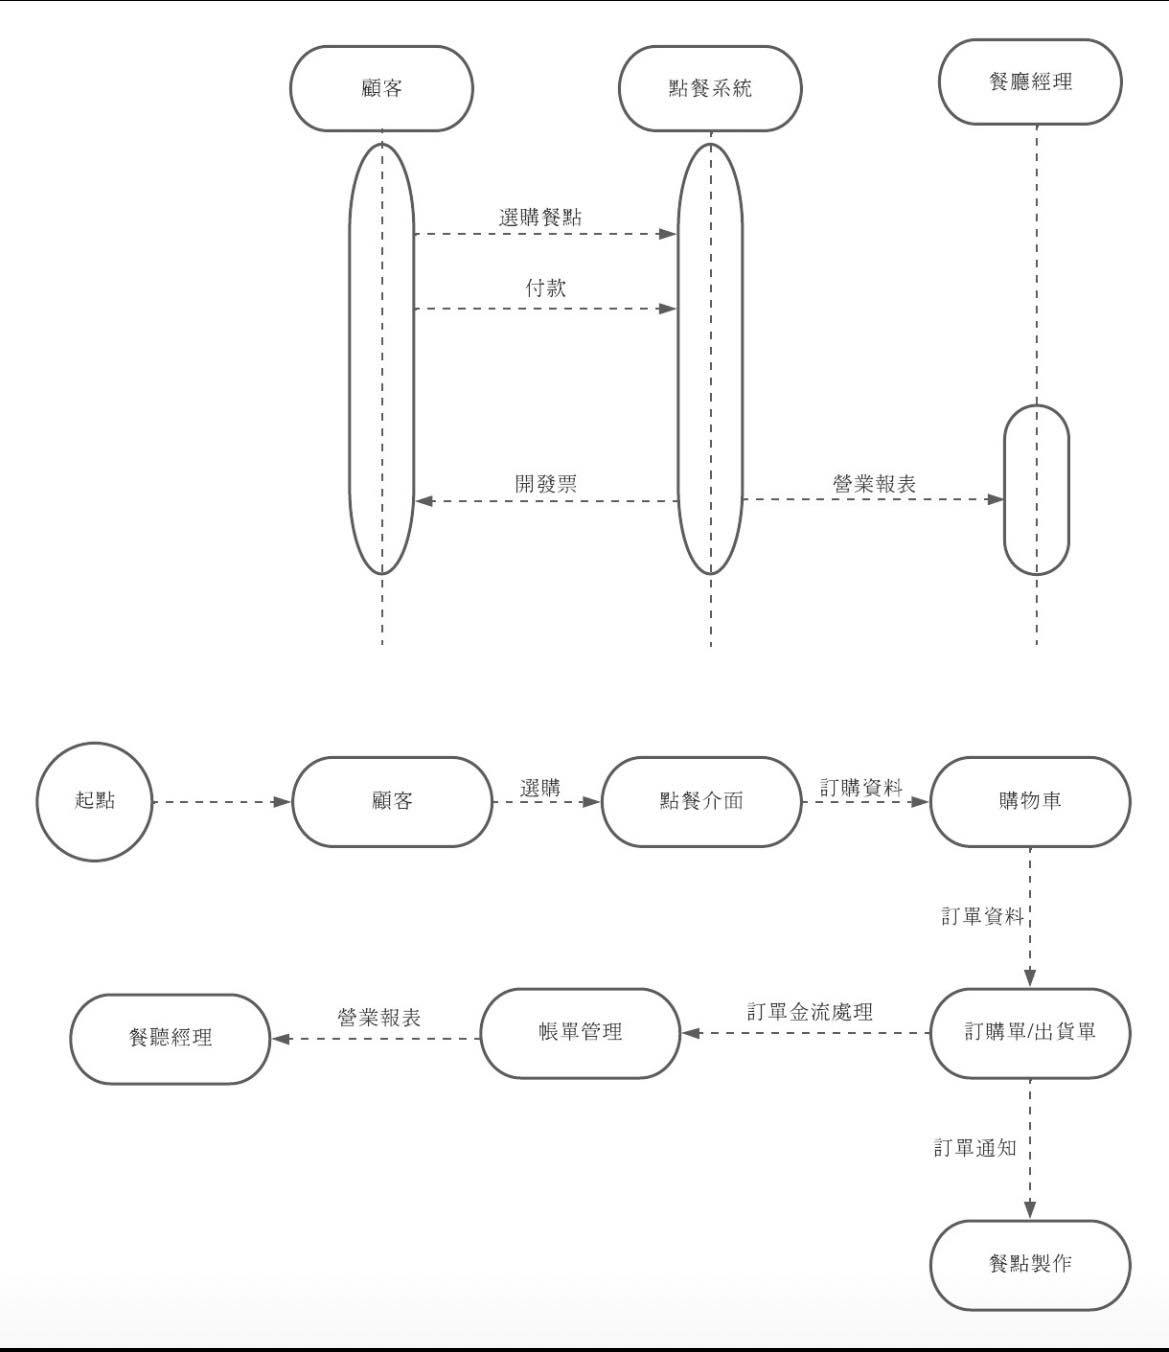 顧客
點餐系統
餐廳經理
選購餐點
付款
開發票
營業報表
起點
顧客
選購
點餐介面
訂購資料
購物車
訂單資料
餐聽經理
營業報表
帳單管理
訂單金流處理
訂購單/出貨單
訂單通知
餐點製作